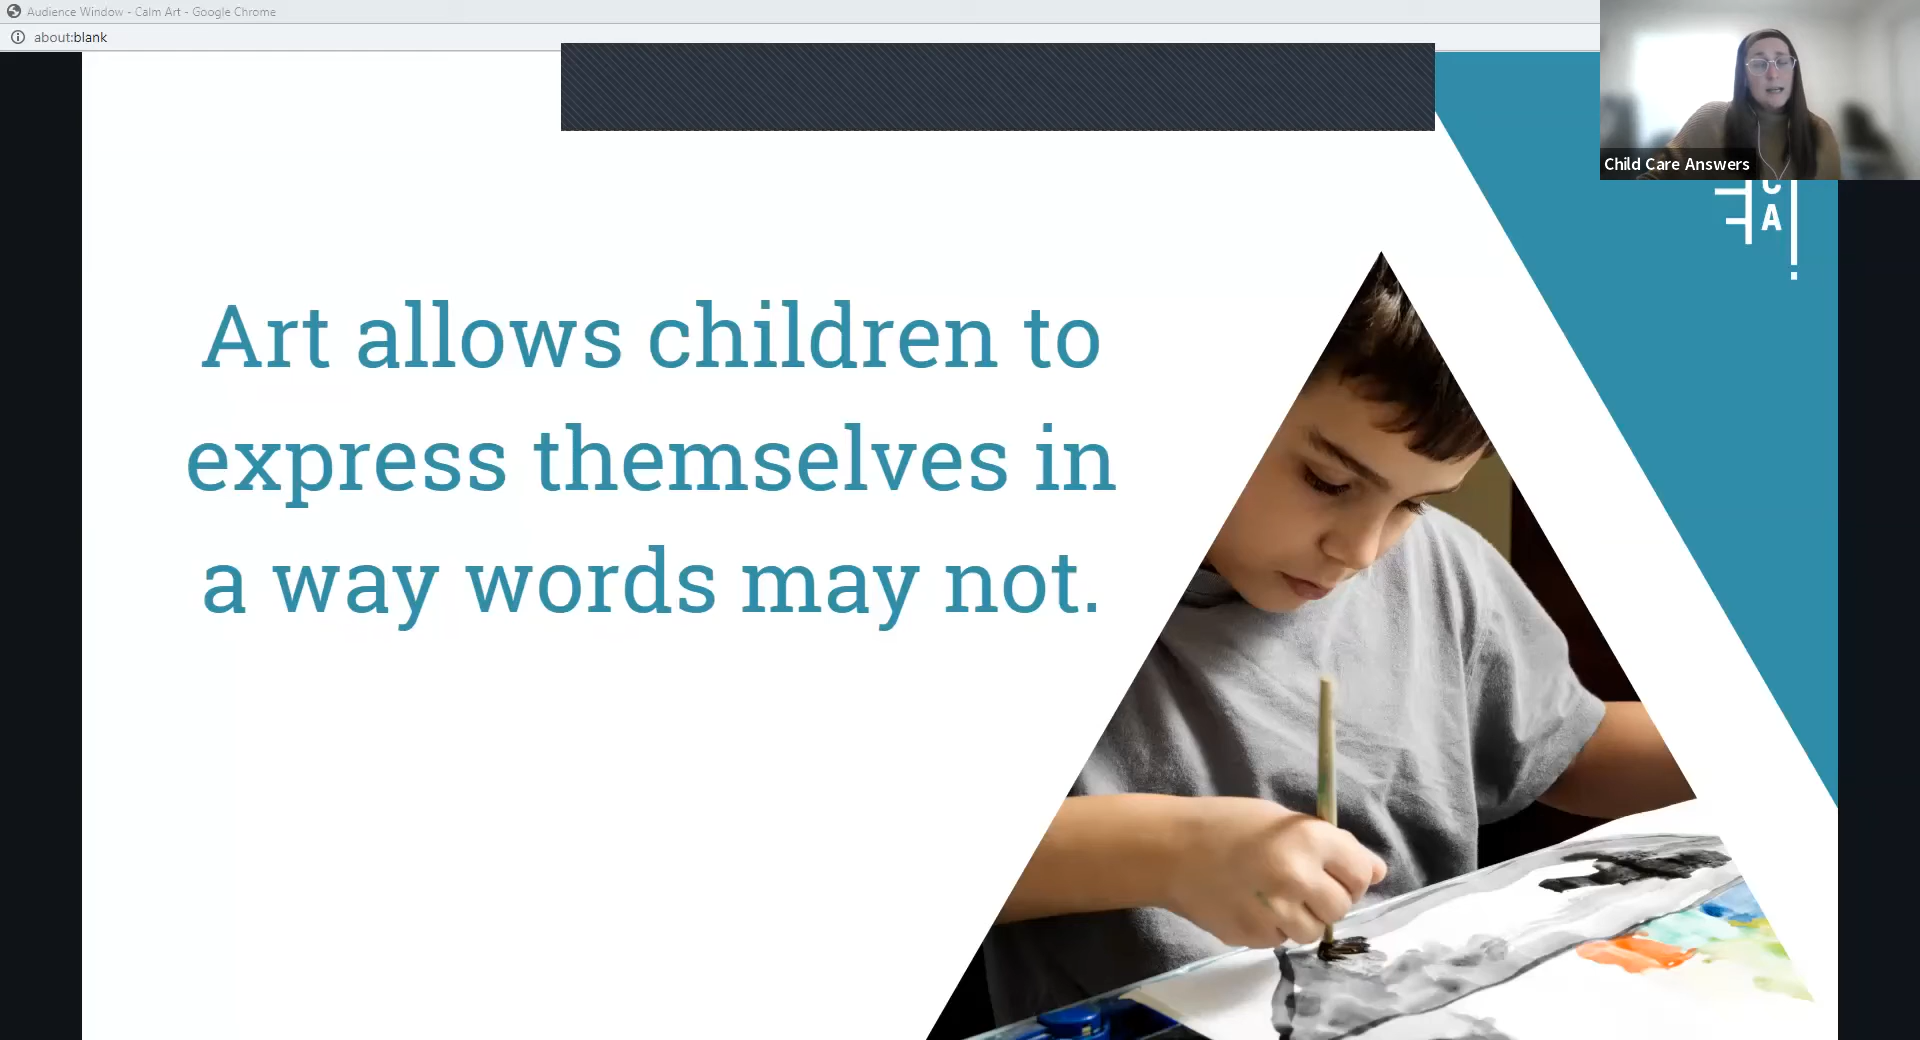 Audience Window - Calm Art - Google Chrome
about:blank
Child Care Answers
C
A
Art allows children to
express themselves in
a way words may not.